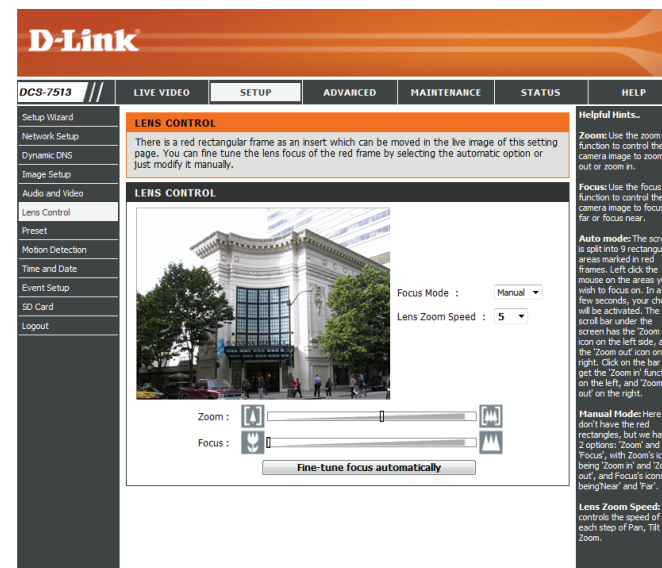 D-Link
DCS-7513
LIVE VIDEO
SETUP
ADVANCED
MAINTENANCE
STATUS
HELP
Setup Wizard
Network Setup
Dynamic DNS
Image Setup
Audio and Video
Lens Control
Preset
Motion Detection
Time and Date
Event Setup
SD Card
Logout
LENS CONTROL
There is a red rectangular frame as an insert which can be moved in the live image of this setting
page. You can fine tune the lens focus of the red frame by selecting the automatic option or
just modify it manually.
LENS CONTROL
Focus Mode : Manual
Lens Zoom Speed : 5
Zoom :
Focus :
Fine-tune focus automatically
Helpful Hints..
Zoom: Use the zoom
function to control the
camera image to zoom
out or zoom in.
Focus: Use the focus
function to control the
camera image to focus
far or focus near.
Auto mode: The
is split into 9
areas marked in red
frames. Left click the
mouse on the areas
wish to focus on. In a
few seconds, your
will be activated. The
scroll bar under the
screen has the 'Zoom
icon on the left side,
the 'Zoom out' icon on
right. Click on the bar
get the 'Zoom in'
on the left, and 'Zoom
out' on the right.
Manual Mode: Here
don't have the red
rectangles, but we
2 options: 'Zoom' and
'Focus', with Zoom's
being 'Zoom in' and
out', and Focus's icons
being'Near' and 'Far'.
Lens Zoom Speed:
controls the speed of
each step of Pan, Tilt
Zoom.